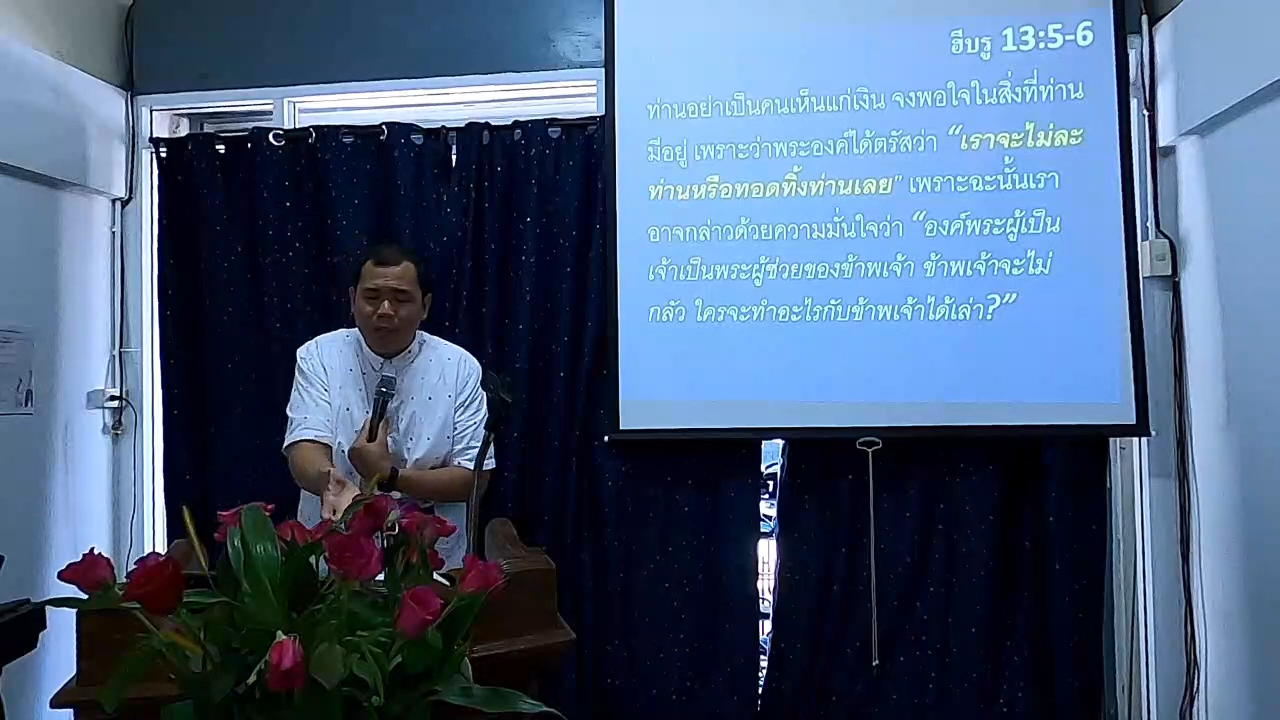 ฮีบรู 13:5-6
ท่านอย่าเป็นคนเห็นแก่เงิน จงพอใจในสิ่งที่ท่าน
มีอยู่ เพราะว่าพระองค์ได้ตรัสว่า “เราจะไม่ละ
ท่านหรือทอดทิ้งท่านเลย” เพราะฉะนั้นเรา
อาจกล่าวด้วยความมั่นใจว่า “องค์พระผู้เป็น
เจ้าเป็นพระผู้ช่วยของข้าพเจ้า ข้าพเจ้าจะไม่
กลัว ใครจะทำอะไรกับข้าพเจ้าได้เล่า?”